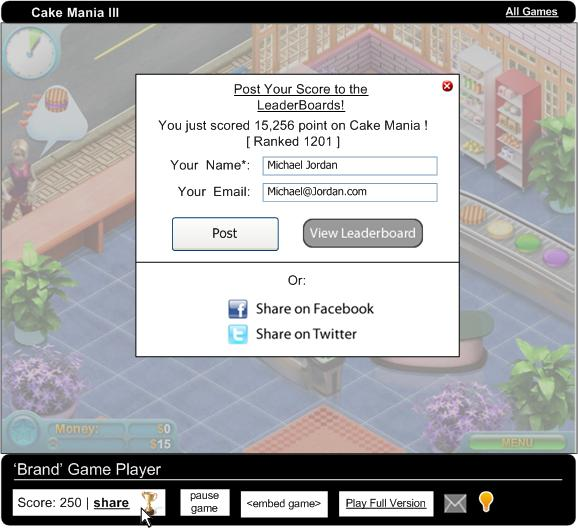 Cake Mania III
All Games
Post Your Score to the
LeaderBoards!
You just scored 15,256 point on Cake Mania !
[ Ranked 1201 ]
Your Name*:
Michael Jordan
Your Email:
Michael@Jordan.com
Post
View Leaderboard
Or:
Share on Facebook
Share on Twitter
Money:
$0
$15
MENU
‘Brand’ Game Player
Score: 250 | share
pause
game
<embed game>
Play Full Version